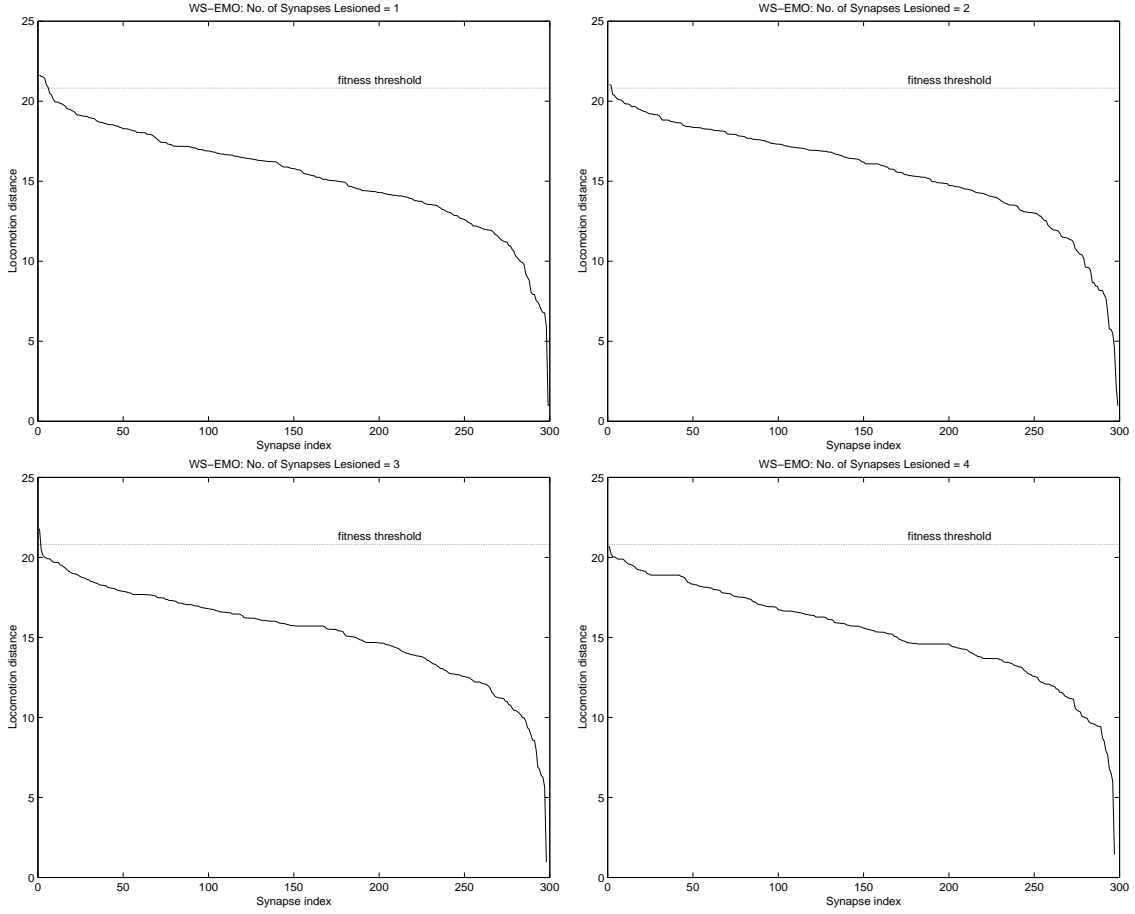 WS−EMO: No. of Synapses Lesioned = 1
25
20
15
10
5
0
Locomotion distance
fitness threshold
0 50 100 150 200 250 300
Synapse index
WS−EMO: No. of Synapses Lesioned = 2
25
20
15
10
5
0
Locomotion distance
fitness threshold
0 50 100 150 200 250 300
Synapse index
WS−EMO: No. of Synapses Lesioned = 3
25
20
15
10
5
0
Locomotion distance
fitness threshold
0 50 100 150 200 250 300
Synapse index
WS−EMO: No. of Synapses Lesioned = 4
25
20
15
10
5
0
Locomotion distance
fitness threshold
0 50 100 150 200 250 300
Synapse index